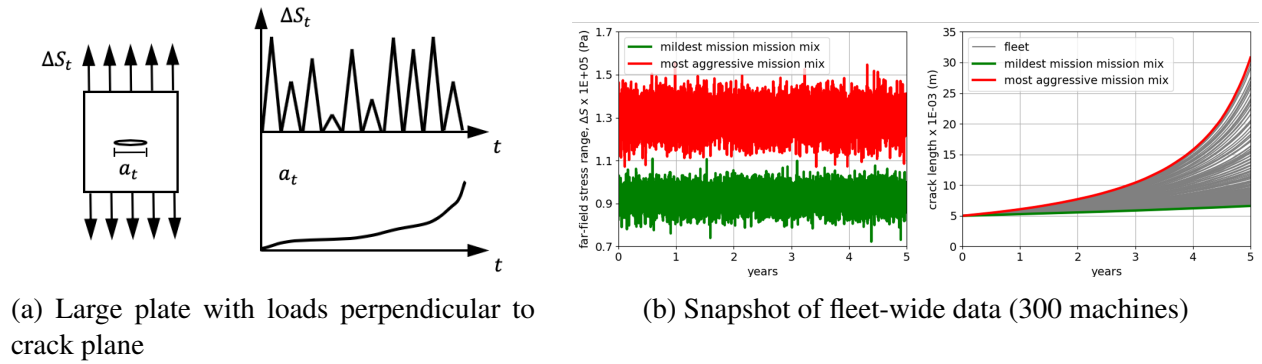 ΔS_t
a_t
ΔS_t
t
a_t
t
(a) Large plate with loads perpendicular to
crack plane
far-field stress range, ΔS x 1E+05 (Pa)
1.7
1.5
1.3
1.1
0.9
0.7
mildest mission mission mix
most aggressive mission mix
0 1 2 3 4 5
years
crack length x 1E-03 (m)
35
30
25
20
15
10
5
0
fleet
mildest mission mission mix
most aggressive mission mix
0 1 2 3 4 5
years
(b) Snapshot of fleet-wide data (300 machines)